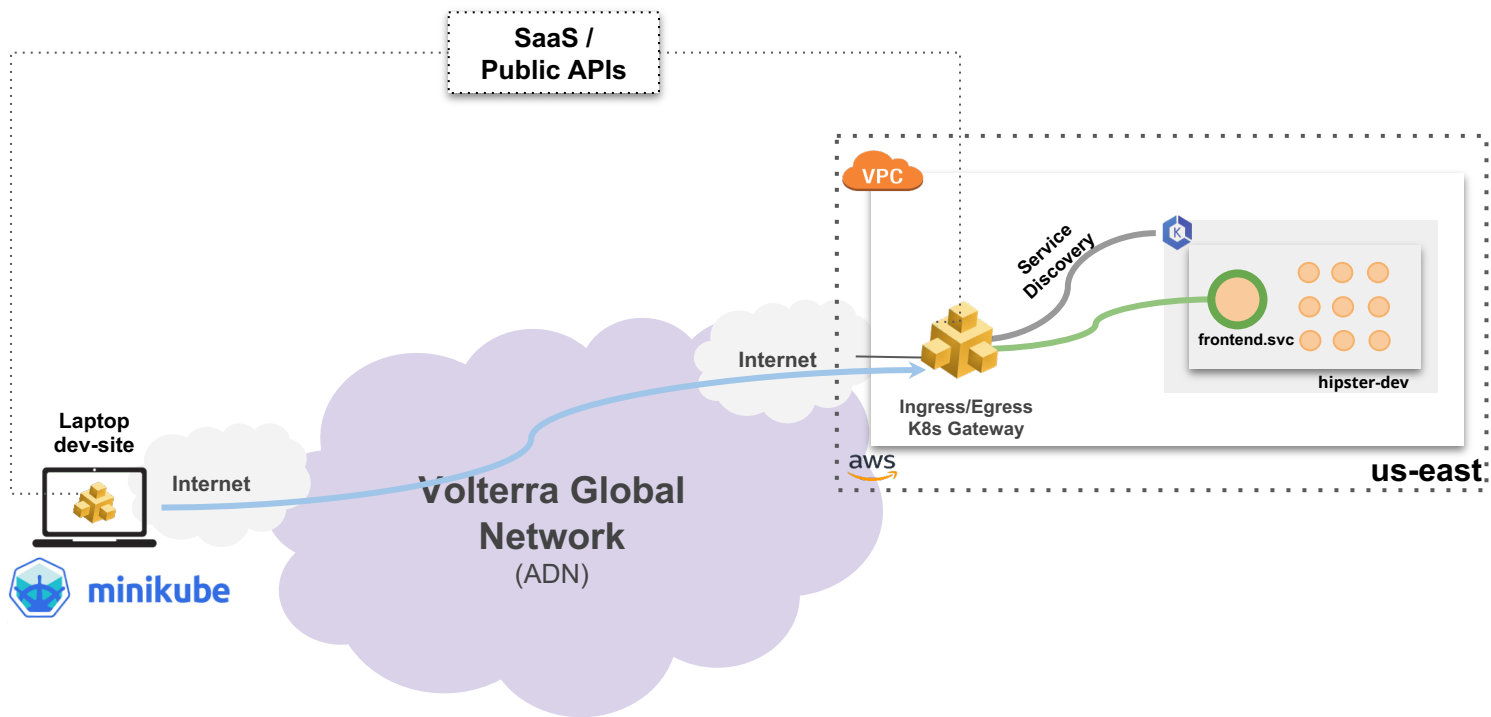 SaaS /
Public APIs
VPC
Service
Discovery
K
frontend.svc
hipster-dev
Internet
Ingress/Egress
K8s Gateway
aws
us-east
Laptop
dev-site
Internet
Volterra Global
Network
(ADN)
minikube